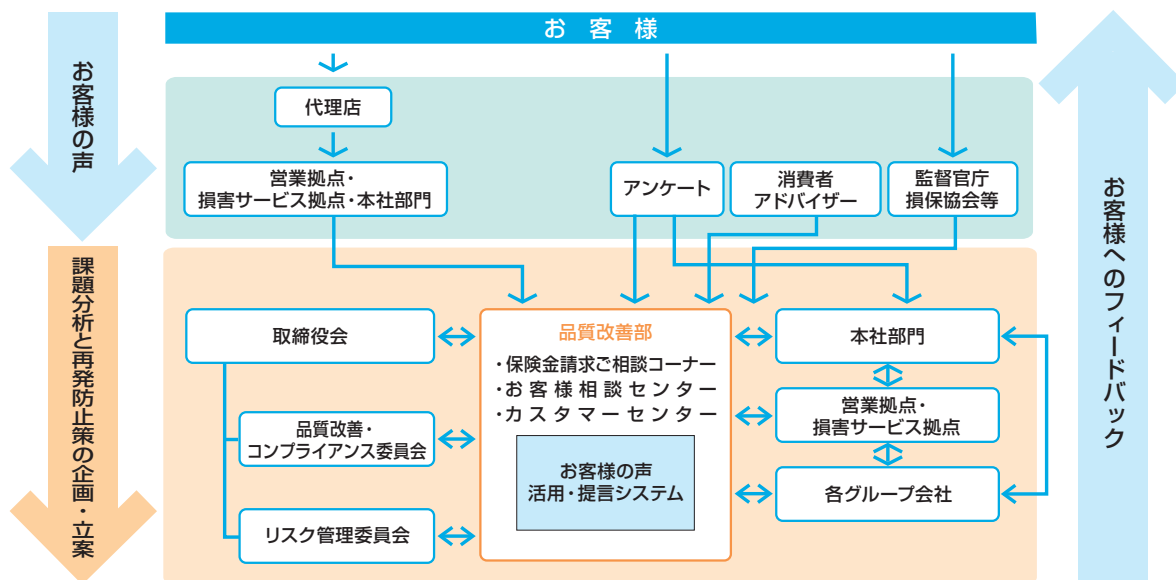 お客様
お客様の声
代理店
営業拠点・
損害サービス拠点・本社部門
アンケート
消費者
アドバイザー
監督官庁
損保協会等
お客様へのフィードバック
課題分析と再発防止策の企画・立案
取締役会
品質改善・
コンプライアンス委員会
リスク管理委員会
品質改善部
・保険金請求ご相談コーナー
・お客様相談センター
・カスタマーセンター
お客様の声
活用・提言システム
本社部門
営業拠点・
損害サービス拠点
各グループ会社